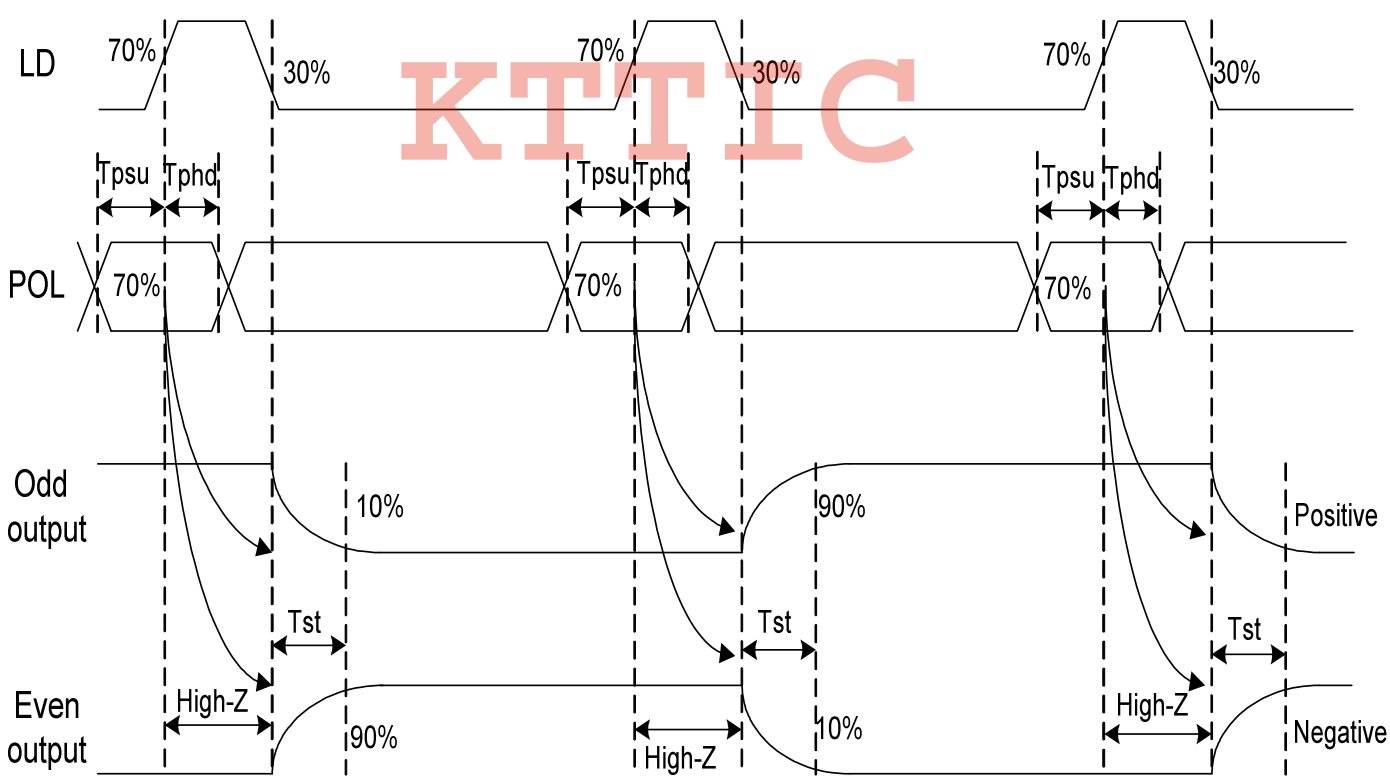 LD
70%
30%
70%
30%
70%
30%
KTTIC
Tpsu Tphd
Tpsu Tphd
Tpsu Tphd
POL
70%
70%
70%
Odd
output
10%
90%
Positive
Tst
Tst
Tst
Even
output
High-Z
High-Z
High-Z
90%
10%
Negative